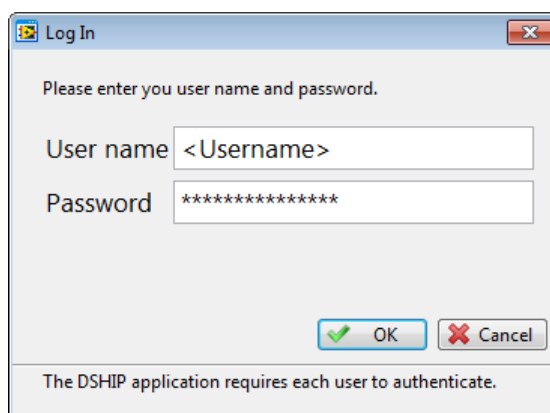 Log In
Please enter you user name and password.
User name <Username>
Password ***************
OK Cancel
The DSHIP application requires each user to authenticate.